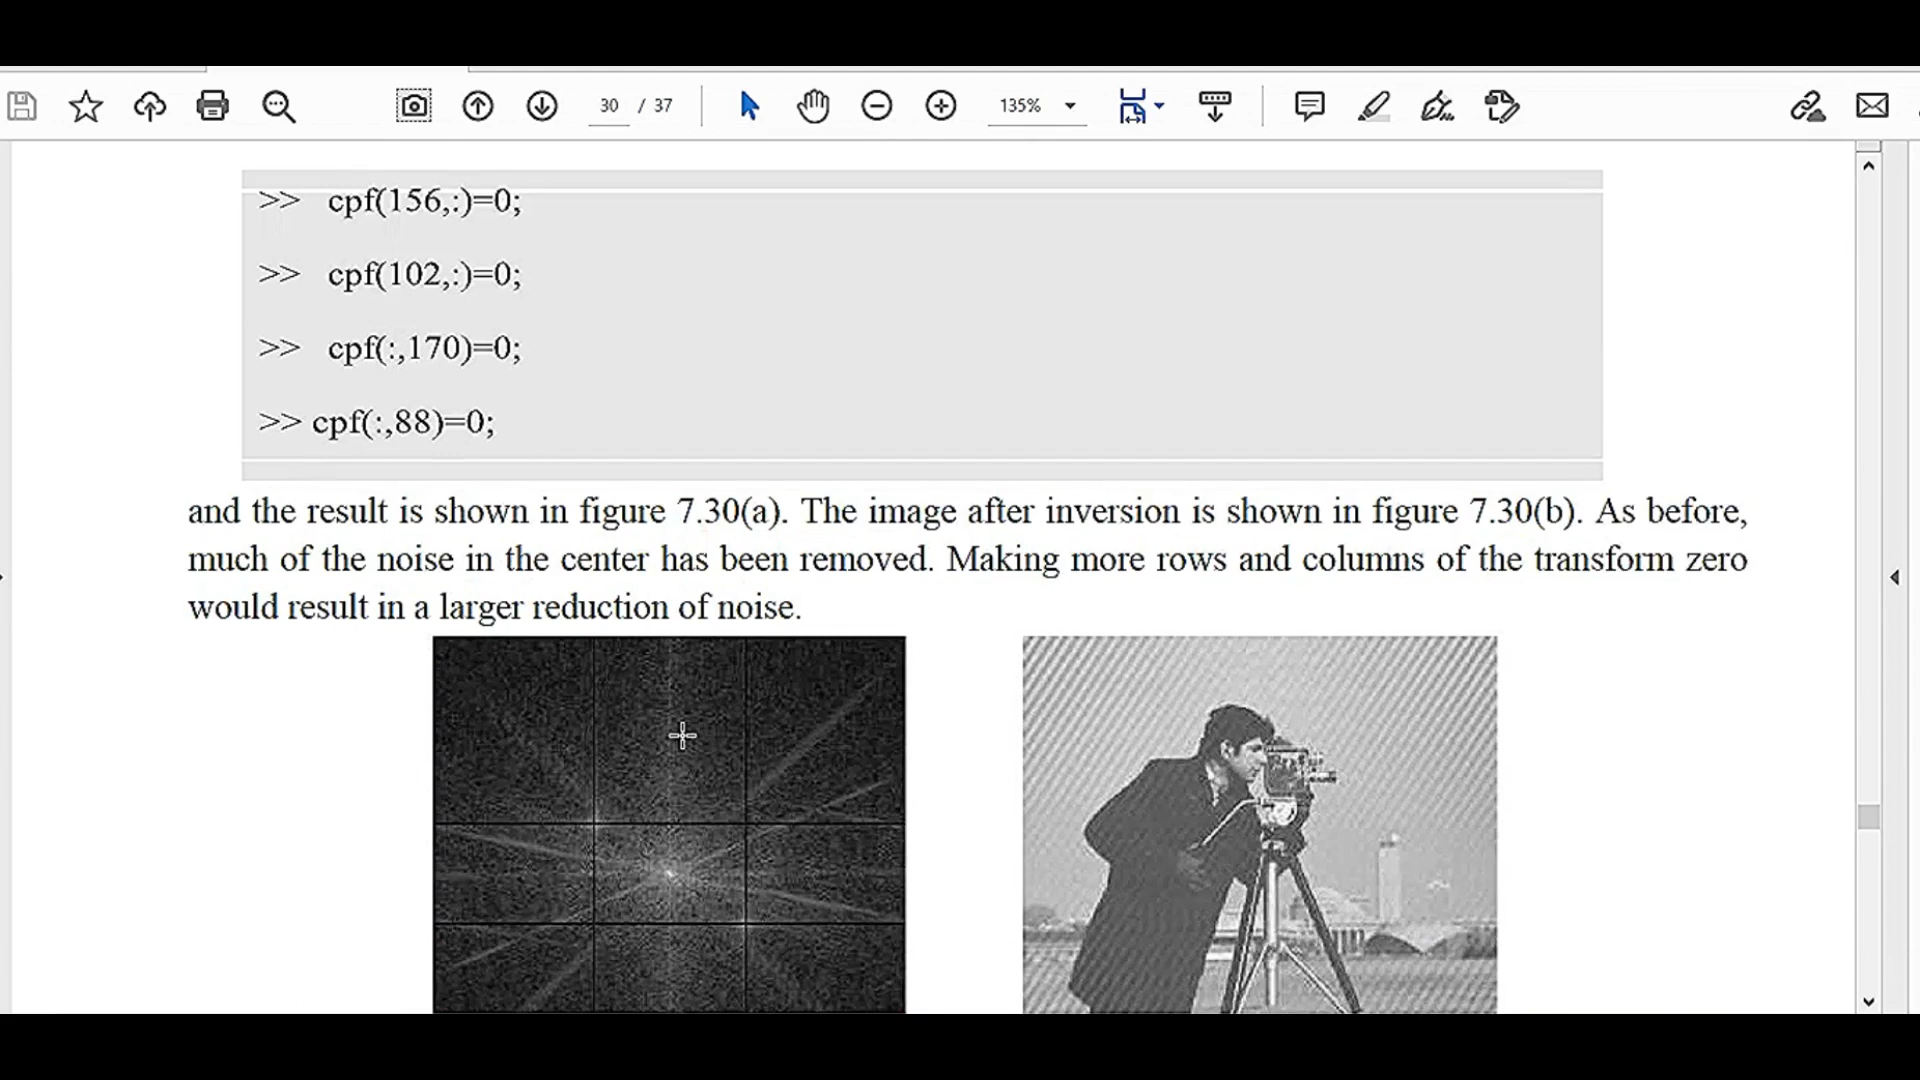 30 / 37
135%
>> cpf(156,:)=0;
>> cpf(102,:)=0;
>> cpf(:,170)=0;
>> cpf(:,88)=0;
and the result is shown in figure 7.30(a). The image after inversion is shown in figure 7.30(b). As before,
much of the noise in the center has been removed. Making more rows and columns of the transform zero
would result in a larger reduction of noise.